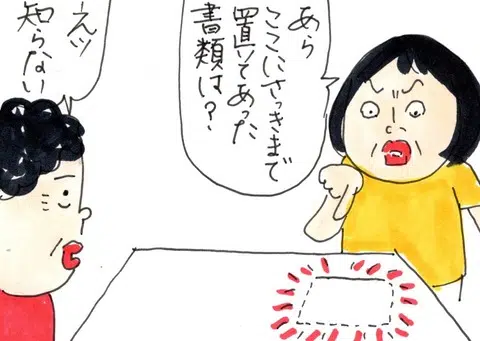 あら
ここにさっきまで
置いてあった
書類は?
えッ
知らない